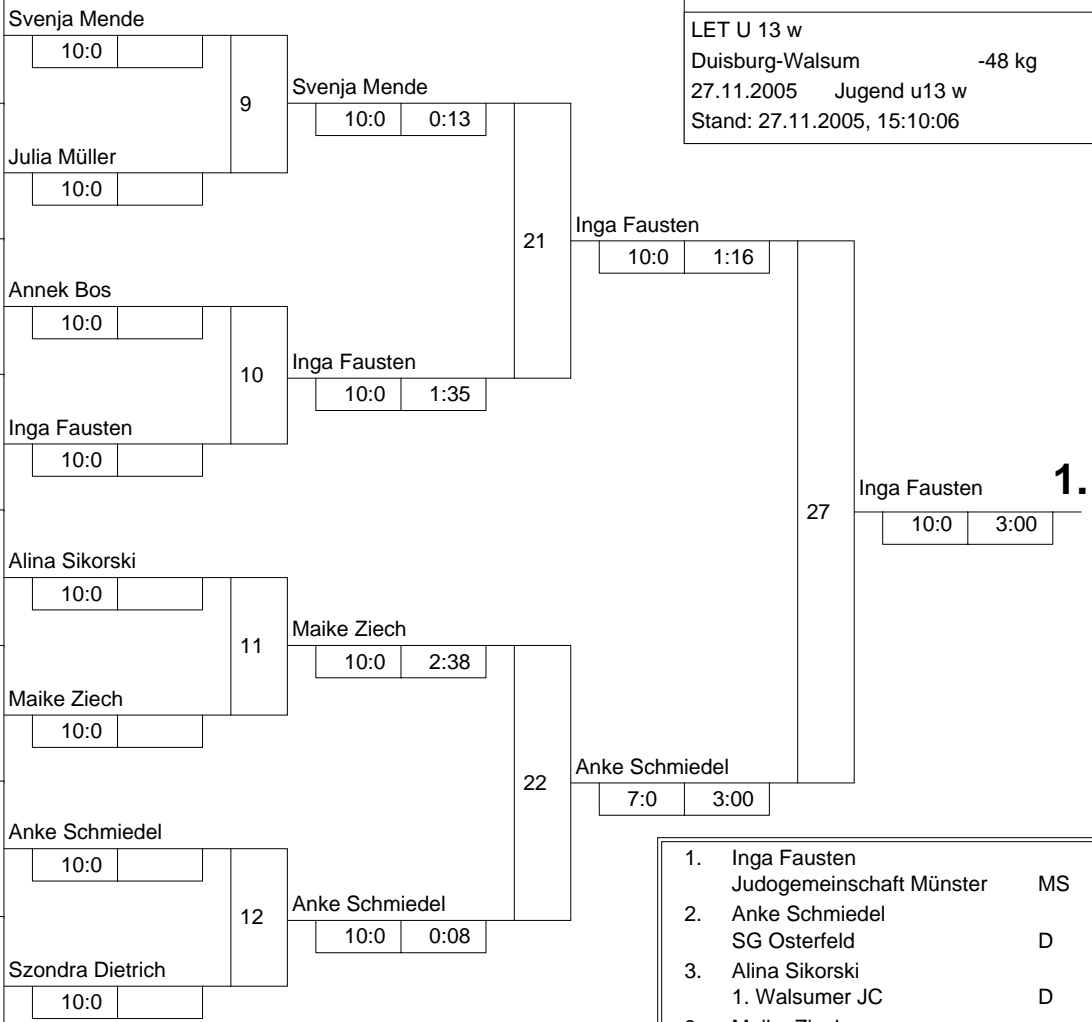 Svenja Mende
10:0
9
Julia Müller
10:0
Annek Bos
10:0
10
Inga Fausten
10:0
Alina Sikorski
10:0
11
Maike Ziech
10:0
Anke Schmiedel
10:0
12
Szondra Dietrich
10:0
Svenja Mende
10:0 0:13
21
Inga Fausten
10:0 1:35
Maike Ziech
10:0 2:38
22
Anke Schmiedel
10:0 0:08
Inga Fausten
10:0 1:16
27
Anke Schmiedel
7:0 3:00
Inga Fausten 1.
10:0 3:00
LET U 13 w
Duisburg-Walsum -48 kg
27.11.2005 Jugend u13 w
Stand: 27.11.2005, 15:10:06
1. Inga Fausten
Judogemeinschaft Münster MS
2. Anke Schmiedel
SG Osterfeld D
3. Alina Sikorski
1. Walsumer JC D